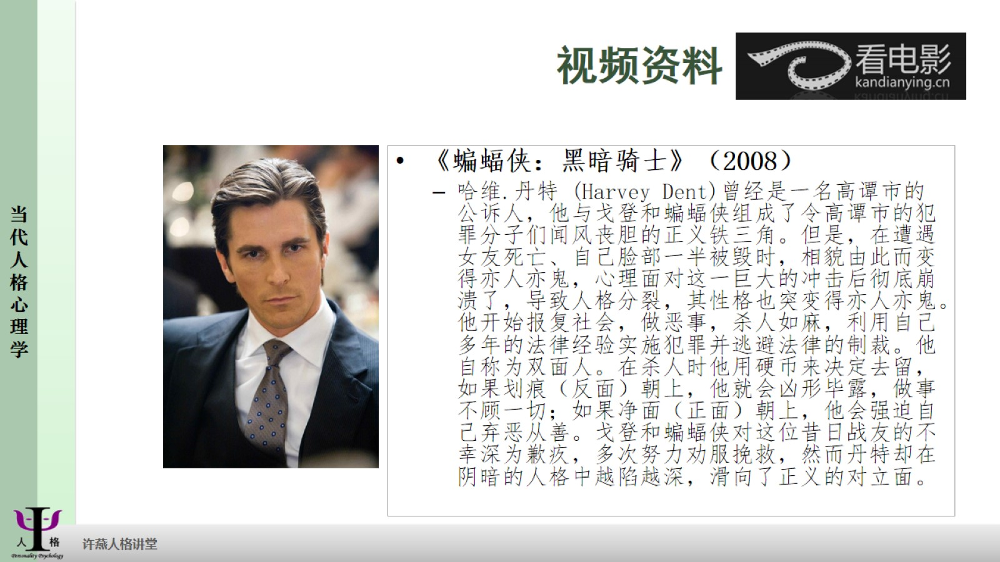 视频资料
看电影
kandianying.cn
• 《蝙蝠侠：黑暗骑士》（2008）
– 哈维.丹特 (Harvey Dent)曾经是一名高谭市的
公诉人，他与戈登和蝙蝠侠组成了令高谭市的犯
罪分子们闻风丧胆的正义铁三角。但是，在遭遇
女友死亡、自己脸部一半被毁时，相貌由此而变
得亦人亦鬼，心理面对这一巨大的冲击后彻底崩
溃了，导致人格分裂，其性格也突变得亦人亦鬼。
他开始报复社会，做恶事，杀人如麻，利用自己
多年的法律经验实施犯罪并逃避法律的制裁。他
自称为双面人。在杀人时他用硬币来决定去留，
如果划痕（反面）朝上，他就会凶形毕露，做事
不顾一切；如果净面（正面）朝上，他会强迫自
己弃恶从善。戈登和蝙蝠侠对这位昔日战友的不
幸深为歉疚，多次努力劝服挽救，然而丹特却在
阴暗的人格中越陷越深，滑向了正义的对立面。
当代人格心理学
人格
Personality Psychology
许燕人格讲堂